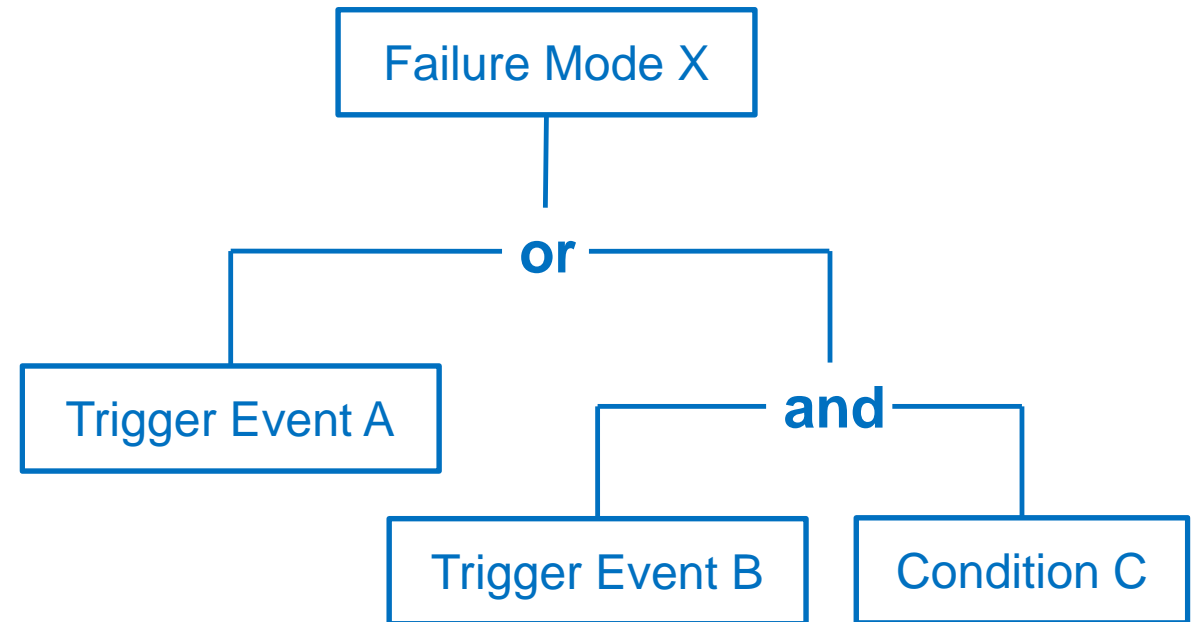 Failure Mode X
or
Trigger Event A
and
Trigger Event B
Condition C